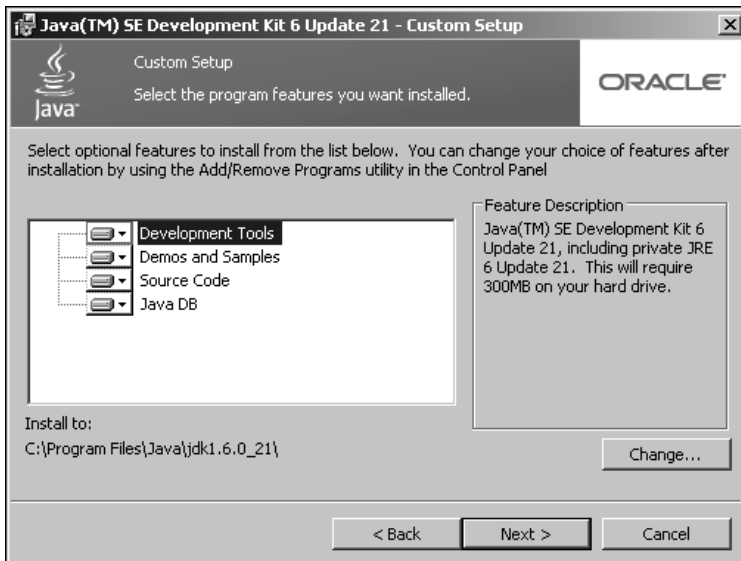 Java(TM) SE Development Kit 6 Update 21 - Custom Setup
Java™
Custom Setup
Select the program features you want installed.
ORACLE®
Select optional features to install from the list below. You can change your choice of features after
installation by using the Add/Remove Programs utility in the Control Panel
Development Tools
Demos and Samples
Source Code
Java DB
Feature Description
Java(TM) SE Development Kit 6
Update 21, including private JRE
6 Update 21. This will require
300MB on your hard drive.
Install to:
C:\Program Files\Java\jdk1.6.0_21\
Change...
< Back
Next >
Cancel